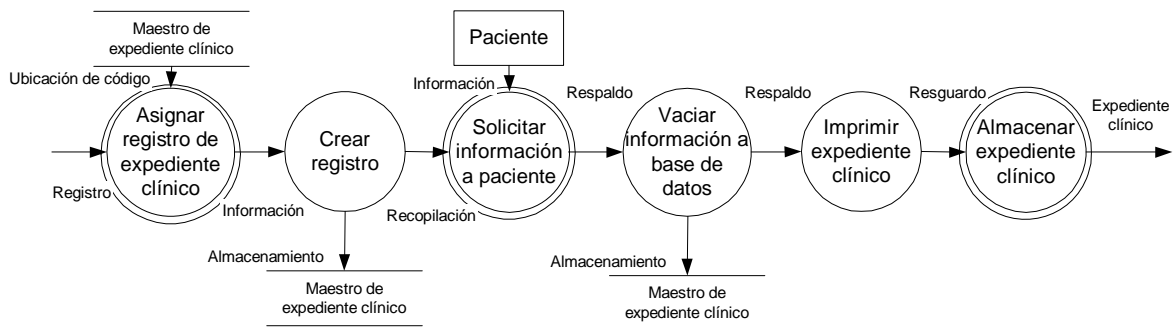 Maestro de
expediente clínico
Ubicación de código
Asignar
registro de
expediente
clínico
Registro
Información
Crear
registro
Almacenamiento
Maestro de
expediente clínico
Paciente
Información
Solicitar
información
a paciente
Recopilación
Respaldo
Vaciar
información a
base de
datos
Almacenamiento
Maestro de
expediente clínico
Respaldo
Imprimir
expediente
clínico
Resguardo
Almacenar
expediente
clínico
Expediente
clínico